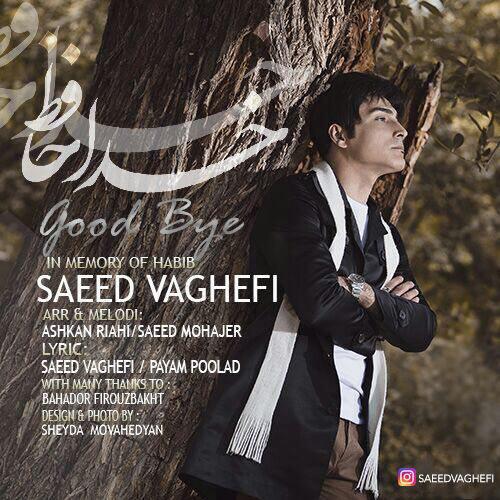 خداحافظ
Good Bye
IN MEMORY OF HABIB
SAEED VAGHEFI
ARR & MELODI:
ASHKAN RIAHI/SAEED MOHAJER
LYRIC:
SAEED VAGHEFI / PAYAM POOLAD
WITH MANY THANKS TO :
BAHADOR FIROUZBAKHT
DESIGN & PHOTO BY :
SHEYDA MOVAHEDYAN
SAEEDVAGHEFI